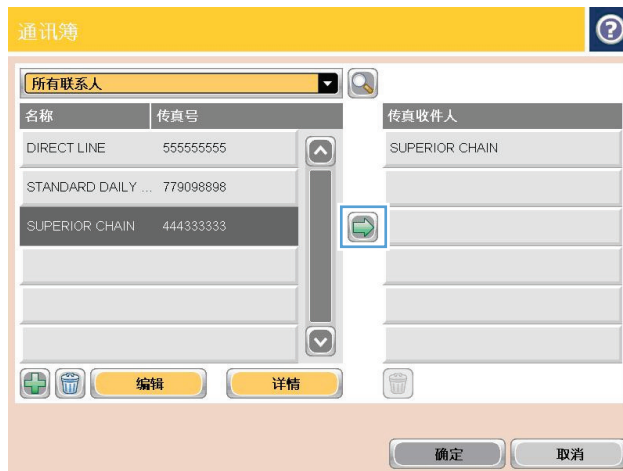 通讯簿
所有联系人
名称 传真号 传真收件人
DIRECT LINE 555555555 SUPERIOR CHAIN
STANDARD DAILY ... 779098898
SUPERIOR CHAIN 444333333
编辑 详情
确定 取消